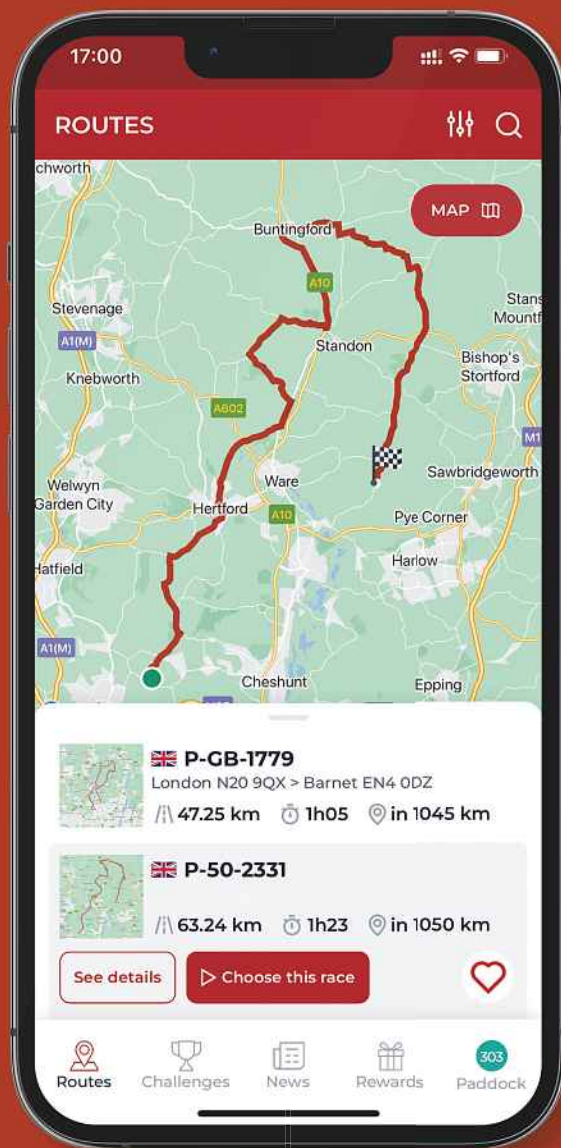 17:00
ROUTES
MAP
chworth
Buntingford
A10
Stevenage
Stans
Mountf
A1(M)
Standon
Bishop's
Stortford
Knebworth
A602
M1
Welwyn
Garden City
Ware
Sawbridgeworth
Hertford
A10
Pye Corner
Hatfield
Harlow
A1(M)
Cheshunt
Epping
P-GB-1779
London N20 9QX > Barnet EN4 0DZ
47.25 km 1h05 in 1045 km
P-50-2331
63.24 km 1h23 in 1050 km
See details
Choose this race
303
Routes Challenges News Rewards Paddock